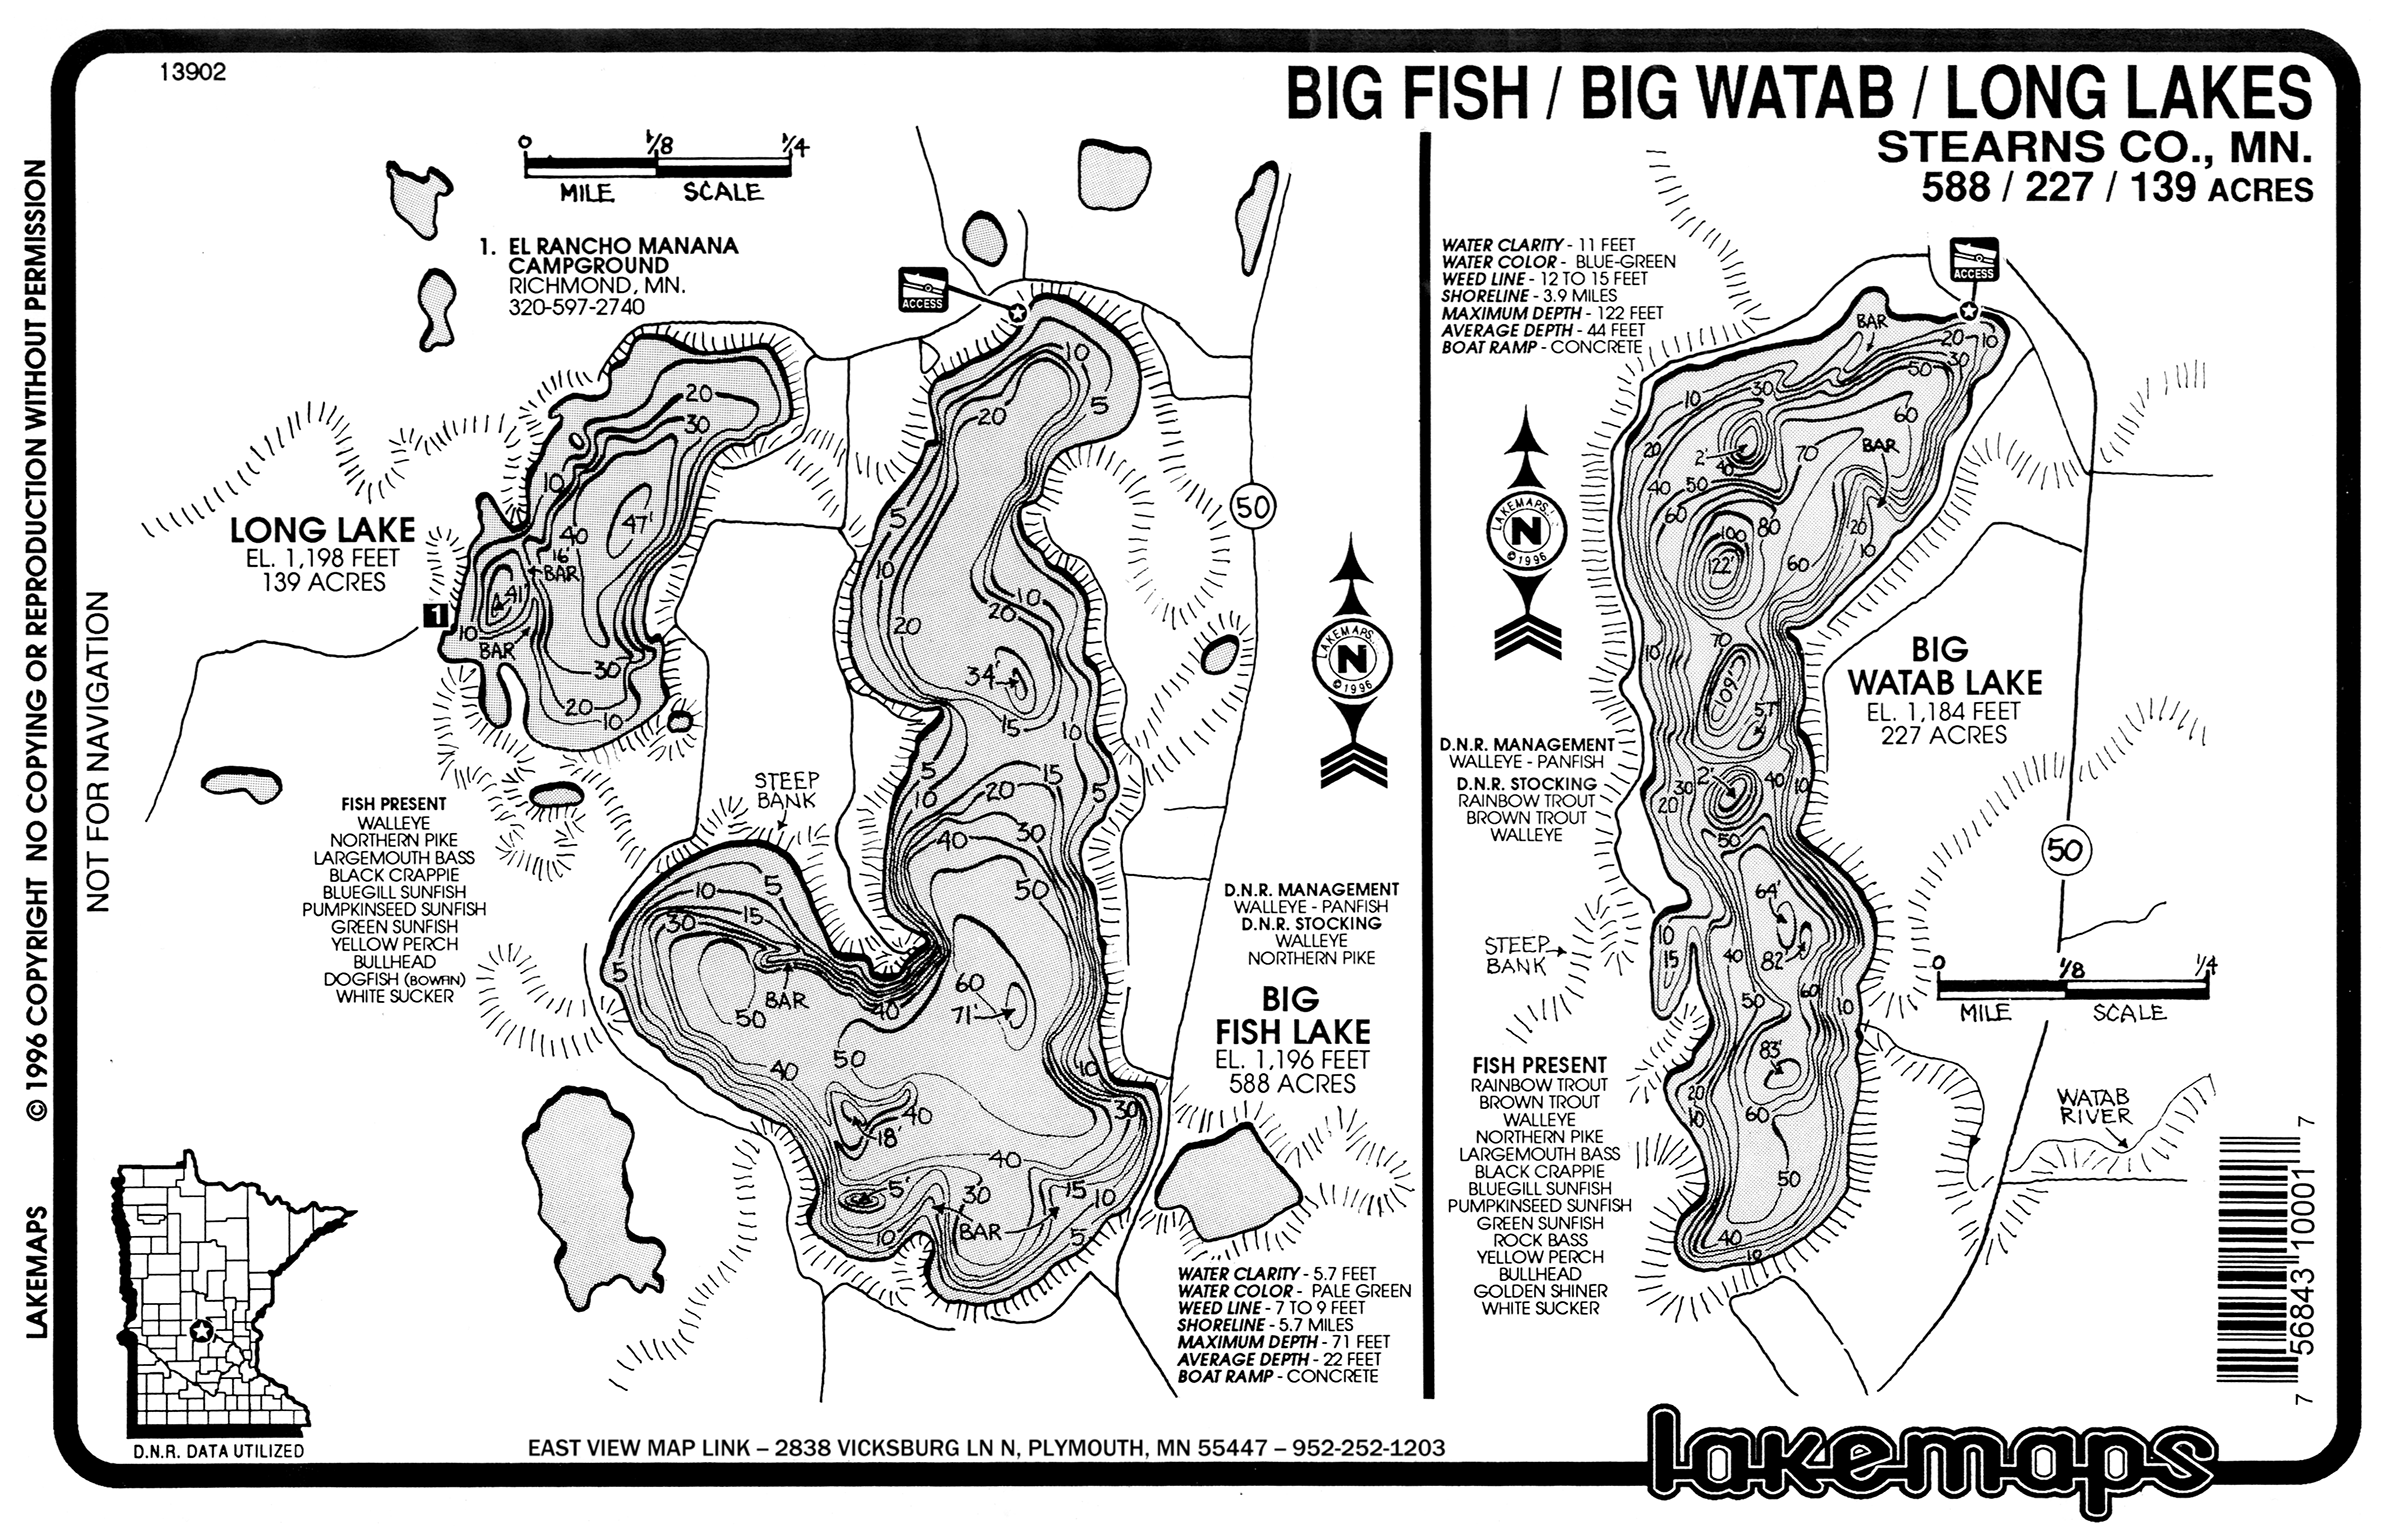 13902
BIG FISH / BIG WATAB / LONG LAKES
STEARNS CO., MN.
588 / 227 / 139 ACRES
© 1996 COPYRIGHT NO COPYING OR REPRODUCTION WITHOUT PERMISSION
LAKEMAPS
NOT FOR NAVIGATION
0 1/8 1/4
MILE SCALE
1. EL RANCHO MANANA
CAMPGROUND
RICHMOND, MN.
320-597-2740
ACCESS
LONG LAKE
EL. 1,198 FEET
139 ACRES
1
20
30
10
47'
40
16'
BAR
41'
10
BAR
30
20
10
FISH PRESENT
WALLEYE
NORTHERN PIKE
LARGEMOUTH BASS
BLACK CRAPPIE
BLUEGILL SUNFISH
PUMPKINSEED SUNFISH
GREEN SUNFISH
YELLOW PERCH
BULLHEAD
DOGFISH (BOWFIN)
WHITE SUCKER
STEEP
BANK
10
20
5
5
10
10
20
20
34'
15
10
5
10
15
20
5
40
30
50
10
5
15
30
5
BAR
50
40
60
71'
50
40
10
40
18'
30
40
5'
30
15
10
BAR
10
5
50
LAKEMAPS
N
© 1996
D.N.R. MANAGEMENT
WALLEYE - PANFISH
D.N.R. STOCKING
WALLEYE
NORTHERN PIKE
BIG
FISH LAKE
EL. 1,196 FEET
588 ACRES
WATER CLARITY - 5.7 FEET
WATER COLOR - PALE GREEN
WEED LINE - 7 TO 9 FEET
SHORELINE - 5.7 MILES
MAXIMUM DEPTH - 71 FEET
AVERAGE DEPTH - 22 FEET
BOAT RAMP - CONCRETE
WATER CLARITY - 11 FEET
WATER COLOR - BLUE-GREEN
WEED LINE - 12 TO 15 FEET
SHORELINE - 3.9 MILES
MAXIMUM DEPTH - 122 FEET
AVERAGE DEPTH - 44 FEET
BOAT RAMP - CONCRETE
ACCESS
BAR
20
10
30
50
30
10
60
20
2'
40
70
BAR
40
50
60
80
100
20
122'
10
60
70
10
109'
57'
30
2'
40
10
20
50
64'
10
15
40
82'
50
60
10
83'
20
10
60
50
40
10
LAKEMAPS
N
© 1996
BIG
WATAB LAKE
EL. 1,184 FEET
227 ACRES
D.N.R. MANAGEMENT
WALLEYE - PANFISH
D.N.R. STOCKING
RAINBOW TROUT
BROWN TROUT
WALLEYE
50
STEEP
BANK
0 1/8 1/4
MILE SCALE
FISH PRESENT
RAINBOW TROUT
BROWN TROUT
WALLEYE
NORTHERN PIKE
LARGEMOUTH BASS
BLACK CRAPPIE
BLUEGILL SUNFISH
PUMPKINSEED SUNFISH
GREEN SUNFISH
ROCK BASS
YELLOW PERCH
BULLHEAD
GOLDEN SHINER
WHITE SUCKER
WATAB
RIVER
7 56843 10001 7
D.N.R. DATA UTILIZED
EAST VIEW MAP LINK – 2838 VICKSBURG LN N, PLYMOUTH, MN 55447 – 952-252-1203
lakemaps